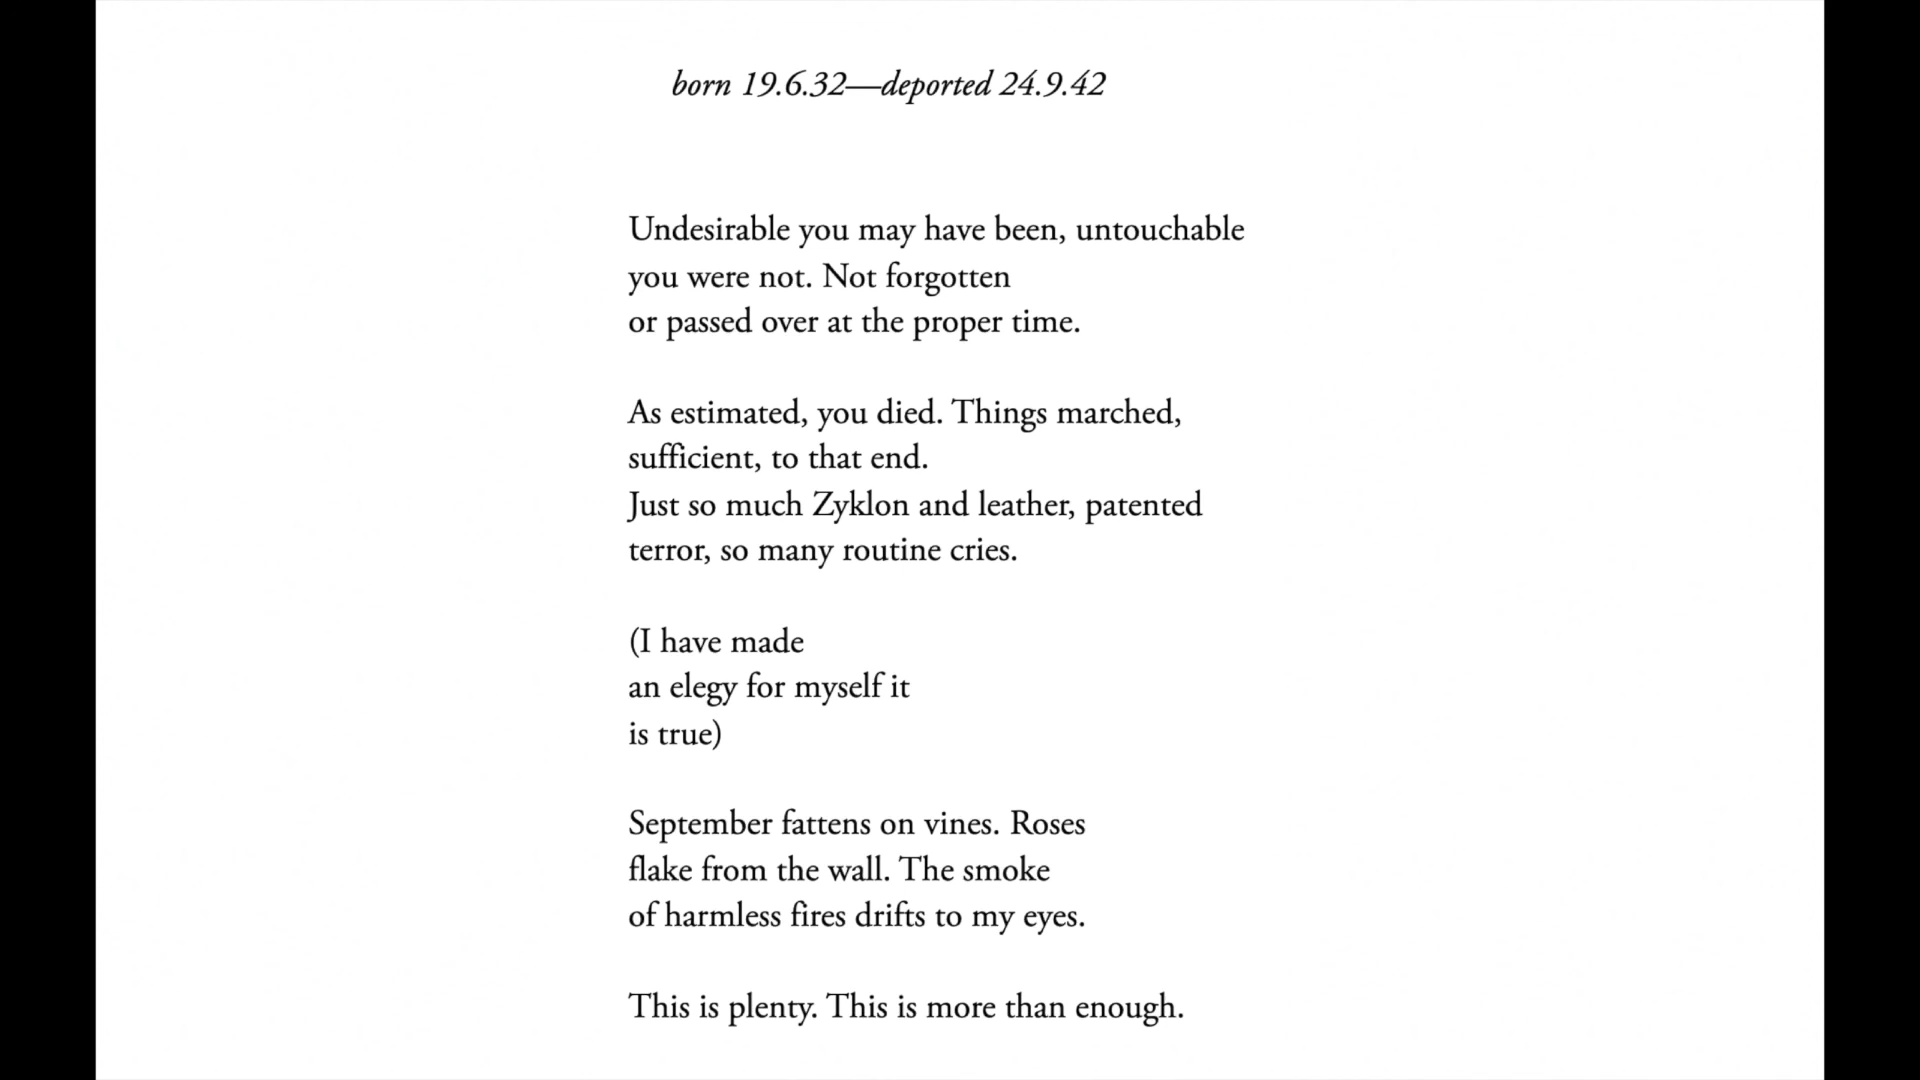 born 19.6.32—deported 24.9.42
Undesirable you may have been, untouchable
you were not. Not forgotten
or passed over at the proper time.
As estimated, you died. Things marched,
sufficient, to that end.
Just so much Zyklon and leather, patented
terror, so many routine cries.
(I have made
an elegy for myself it
is true)
September fattens on vines. Roses
flake from the wall. The smoke
of harmless fires drifts to my eyes.
This is plenty. This is more than enough.